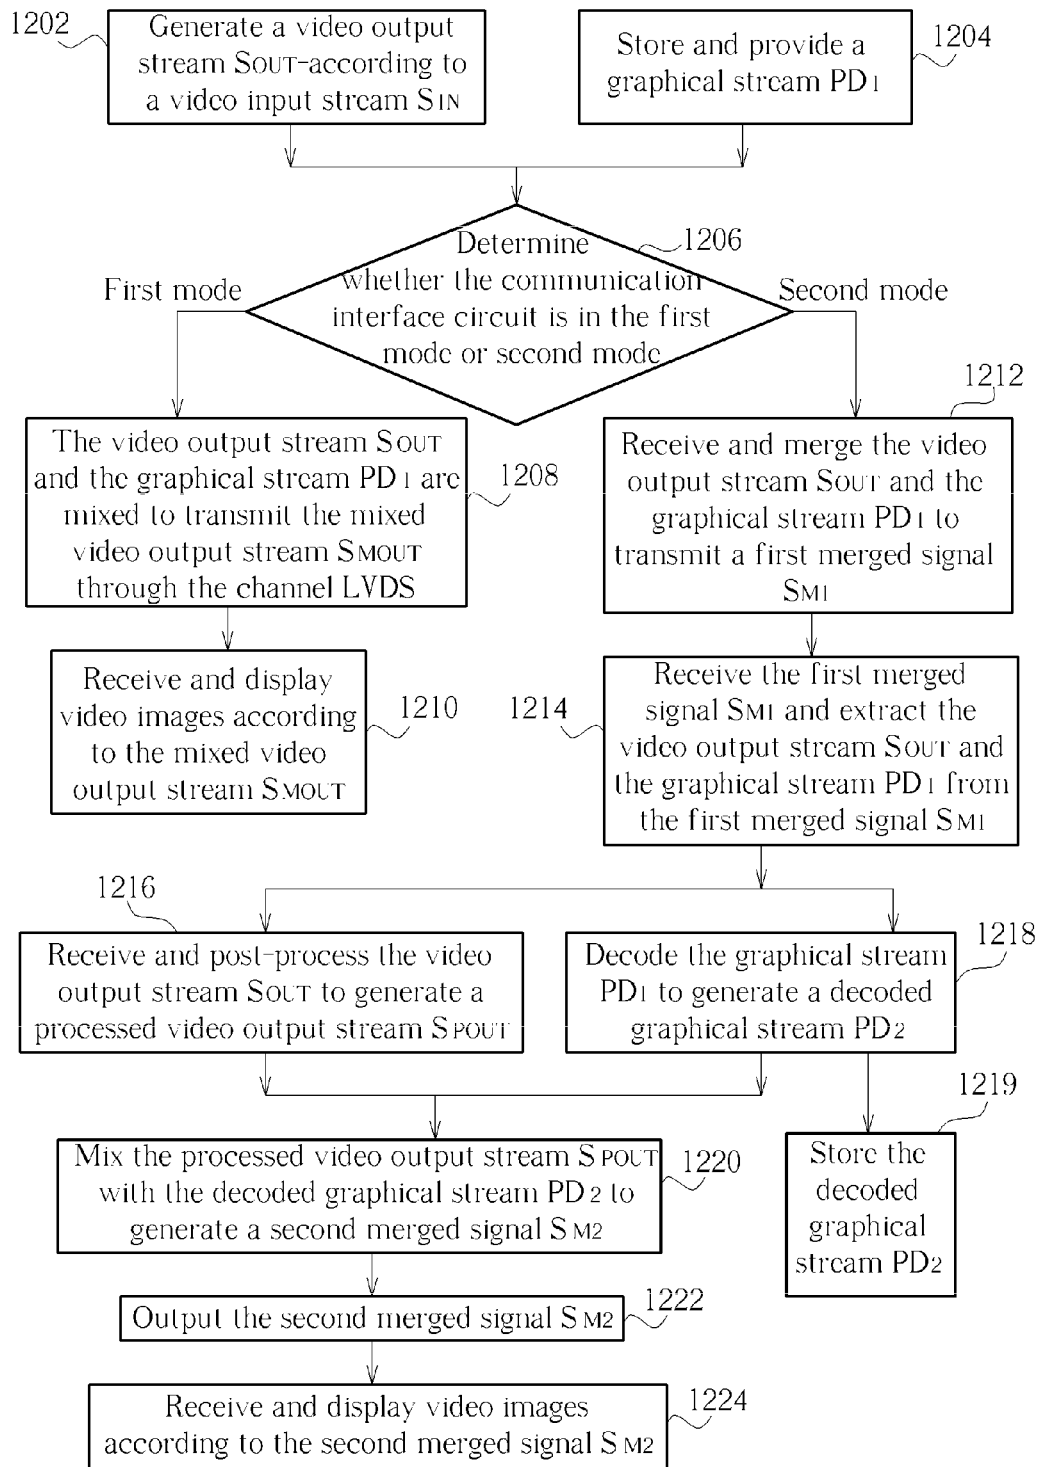 1202
Generate a video output
stream SOUT-according to
a video input stream SIN
Store and provide a
graphical stream PD1
1204
Determine
whether the communication
interface circuit is in the first
mode or second mode
1206
First mode
Second mode
The video output stream SOUT
and the graphical stream PD1 are
mixed to transmit the mixed
video output stream SMOUT
through the channel LVDS
1208
1212
Receive and merge the video
output stream SOUT and the
graphical stream PD1 to
transmit a first merged signal
SM1
Receive and display
video images according
to the mixed video
output stream SMOUT
1210
1214
Receive the first merged
signal SM1 and extract the
video output stream SOUT and
the graphical stream PD1 from
the first merged signal SM1
1216
Receive and post-process the video
output stream SOUT to generate a
processed video output stream SPOUT
Decode the graphical stream
PD1 to generate a decoded
graphical stream PD2
1218
1219
Mix the processed video output stream SPOUT
with the decoded graphical stream PD2 to
generate a second merged signal SM2
1220
Store the
decoded
graphical
stream PD2
Output the second merged signal SM2
1222
Receive and display video images
according to the second merged signal SM2
1224